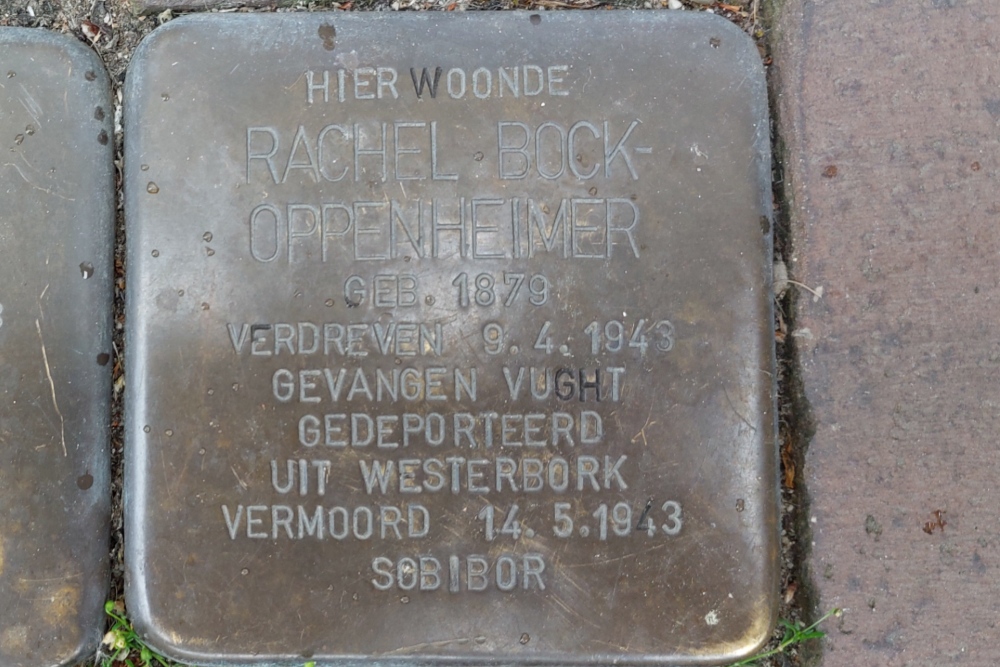 HIER WOONDE
RACHEL BOCK-
OPPENHEIMER
GEB. 1879
VERDREVEN 9.4.1943
GEVANGEN VUGHT
GEDEPORTEERD
UIT WESTERBORK
VERMOORD 14.5.1943
SOBIBOR